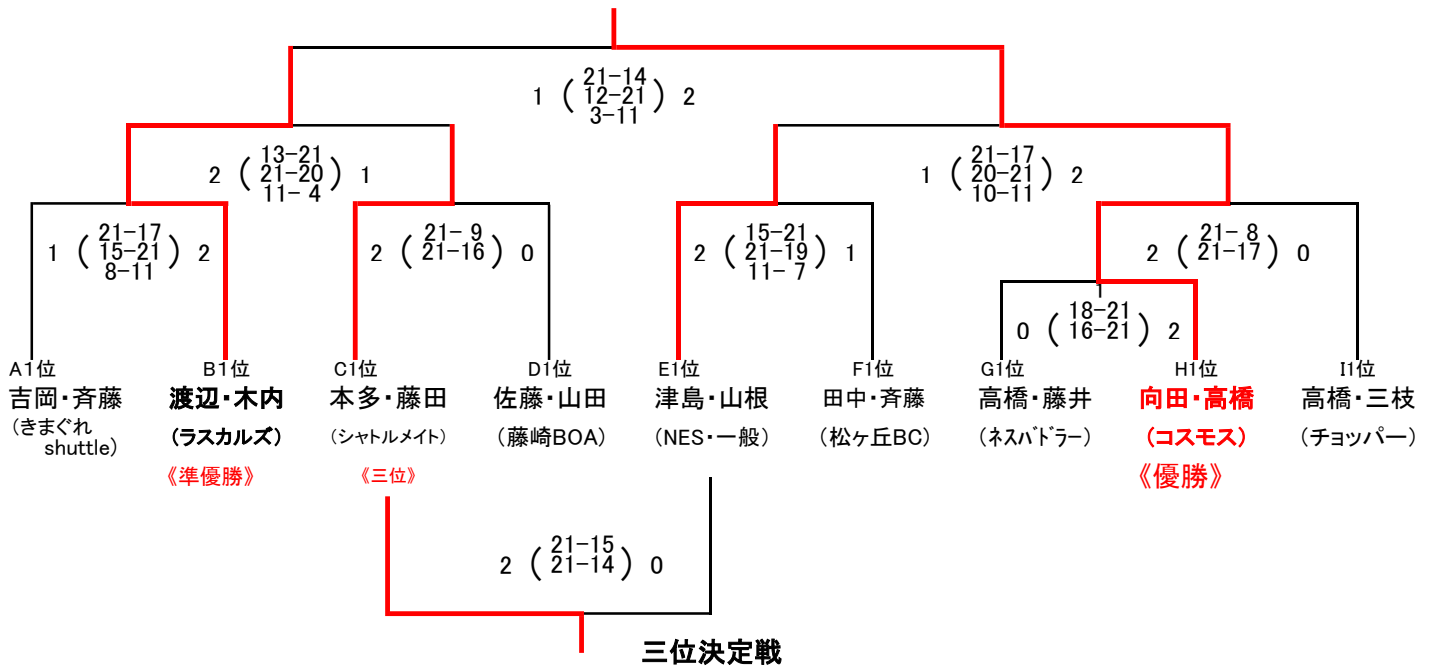 21-14
1 ( 12-21 ) 2
3-11
13-21
2 ( 21-20 ) 1
11- 4
21-17
1 ( 20-21 ) 2
10-11
21-17
1 ( 15-21 ) 2
8-11
21- 9
2 ( 21-16 ) 0
15-21
2 ( 21-19 ) 1
11- 7
21- 8
2 ( 21-17 ) 0
18-21
0 ( 16-21 ) 2
A1位 B1位 C1位 D1位 E1位 F1位 G1位 H1位 I1位
吉岡・斉藤 渡辺・木内 本多・藤田 佐藤・山田 津島・山根 田中・斉藤 高橋・藤井 向田・高橋 高橋・三枝
(きまぐれ (ラスカルズ) (シャトルメイト) (藤崎BOA) (NES・一般) (松ヶ丘BC) (ネスバドラー) (コスモス) (チョッパー)
shuttle)
《準優勝》 《三位》 《優勝》
21-15
2 ( 21-14 ) 0
三位決定戦